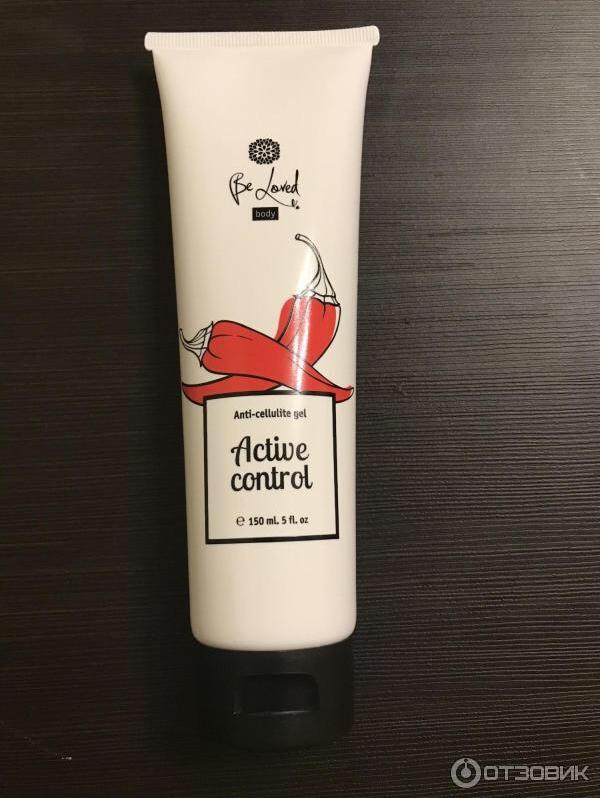 Be Loved
body
Anti-cellulite gel
Active
control
℮ 150 ml. 5 fl. oz
ОТЗОВИК